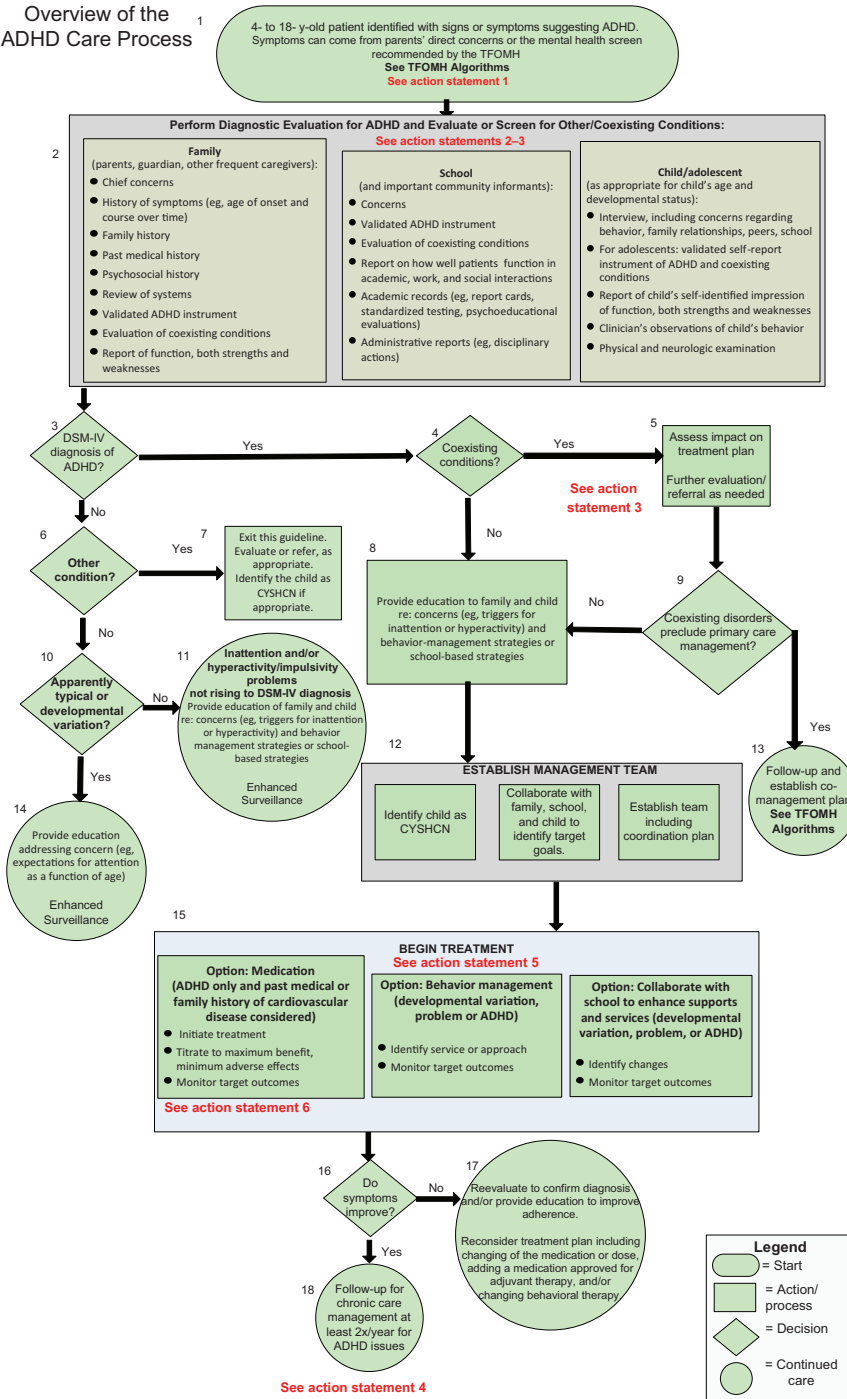 Overview of the
ADHD Care Process
1
4- to 18- y-old patient identified with signs or symptoms suggesting ADHD.
Symptoms can come from parents' direct concerns or the mental health screen
recommended by the TFOMH
See TFOMH Algorithms
See action statement 1
Perform Diagnostic Evaluation for ADHD and Evaluate or Screen for Other/Coexisting Conditions:
See action statements 2–3
2
Family
(parents, guardian, other frequent caregivers):
● Chief concerns
● History of symptoms (eg, age of onset and
course over time)
● Family history
● Past medical history
● Psychosocial history
● Review of systems
● Validated ADHD instrument
● Evaluation of coexisting conditions
● Report of function, both strengths and
weaknesses
School
(and important community informants):
● Concerns
● Validated ADHD instrument
● Evaluation of coexisting conditions
● Report on how well patients function in
academic, work, and social interactions
● Academic records (eg, report cards,
standardized testing, psychoeducational
evaluations)
● Administrative reports (eg, disciplinary
actions)
Child/adolescent
(as appropriate for child's age and
developmental status):
● Interview, including concerns regarding
behavior, family relationships, peers, school
● For adolescents: validated self-report
instrument of ADHD and coexisting
conditions
● Report of child's self-identified impression
of function, both strengths and weaknesses
● Clinician's observations of child's behavior
● Physical and neurologic examination
3
DSM-IV
diagnosis of
ADHD?
Yes
No
4
Coexisting
conditions?
Yes
No
5
Assess impact on
treatment plan
Further evaluation/
referral as needed
See action
statement 3
6
Other
condition?
Yes
No
7
Exit this guideline.
Evaluate or refer, as
appropriate.
Identify the child as
CYSHCN if
appropriate.
8
Provide education to family and child
re: concerns (eg, triggers for
inattention or hyperactivity) and
behavior-management strategies or
school-based strategies
9
Coexisting disorders
preclude primary care
management?
No
Yes
10
Apparently
typical or
developmental
variation?
No
Yes
11
Inattention and/or
hyperactivity/impulsivity
problems
not rising to DSM-IV diagnosis
Provide education of family and child
re: concerns (eg, triggers for inattention
or hyperactivity) and behavior
management strategies or school-
based strategies
Enhanced
Surveillance
12
ESTABLISH MANAGEMENT TEAM
Identify child as
CYSHCN
Collaborate with
family, school,
and child to
identify target
goals.
Establish team
including
coordination plan
13
Follow-up and
establish co-
management plan
See TFOMH
Algorithms
14
Provide education
addressing concern (eg,
expectations for attention
as a function of age)
Enhanced
Surveillance
15
BEGIN TREATMENT
See action statement 5
Option: Medication
(ADHD only and past medical or
family history of cardiovascular
disease considered)
● Initiate treatment
● Titrate to maximum benefit,
minimum adverse effects
● Monitor target outcomes
See action statement 6
Option: Behavior management
(developmental variation,
problem or ADHD)
● Identify service or approach
● Monitor target outcomes
Option: Collaborate with
school to enhance supports
and services (developmental
variation, problem, or ADHD)
● Identify changes
● Monitor target outcomes
16
Do
symptoms
improve?
No
Yes
17
Reevaluate to confirm diagnosis
and/or provide education to improve
adherence.
Reconsider treatment plan including
changing of the medication or dose,
adding a medication approved for
adjuvant therapy, and/or
changing behavioral therapy
18
Follow-up for
chronic care
management at
least 2x/year for
ADHD issues
See action statement 4
Legend
= Start
= Action/
process
= Decision
= Continued
care